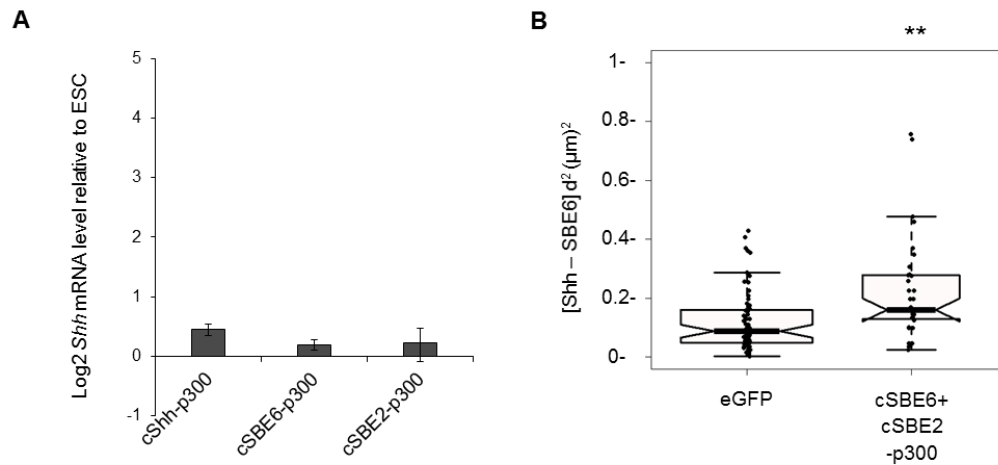 A
Log2 Shh mRNA level relative to ESC
5
4
3
2
1
0
-1
cShh-p300
cSBE6-p300
cSBE2-p300
B
**
[Shh – SBE6] d² (µm)²
1-
0.8-
0.6-
0.4-
0.2-
0-
eGFP
cSBE6+
cSBE2
-p300